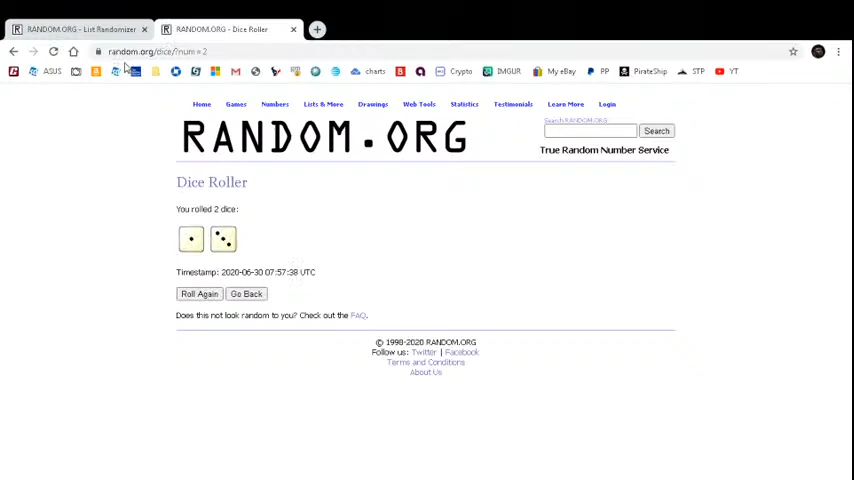 RANDOM.ORG - List Randomizer
RANDOM.ORG - Dice Roller
random.org/dice/?num=2
ASUS
charts
Crypto
IMGUR
My eBay
PP
PirateShip
STP
YT
Home Games Numbers Lists & More Drawings Web Tools Statistics Testimonials Learn More Login
RANDOM.ORG
Search RANDOM.ORG
Search
True Random Number Service
Dice Roller
You rolled 2 dice:
Timestamp: 2020-06-30 07:57:38 UTC
Roll Again Go Back
Does this not look random to you? Check out the FAQ.
© 1998-2020 RANDOM.ORG
Follow us: Twitter | Facebook
Terms and Conditions
About Us